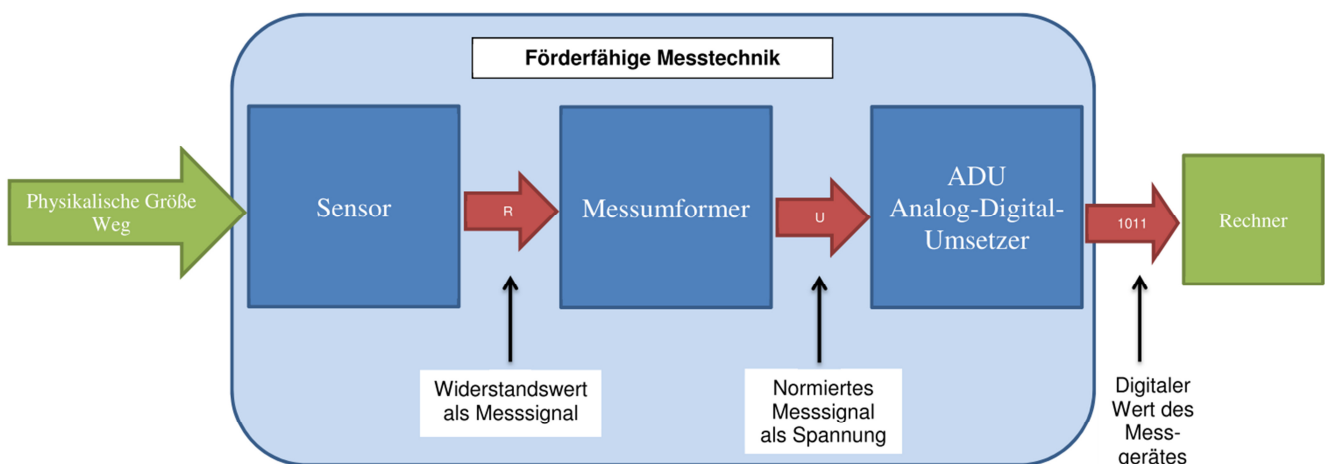 Förderfähige Messtechnik
Physikalische Größe
Weg
Sensor
R
Messumformer
U
ADU
Analog-Digital-
Umsetzer
1011
Rechner
Widerstandswert
als Messsignal
Normiertes
Messsignal
als Spannung
Digitaler
Wert des
Mess-
gerätes